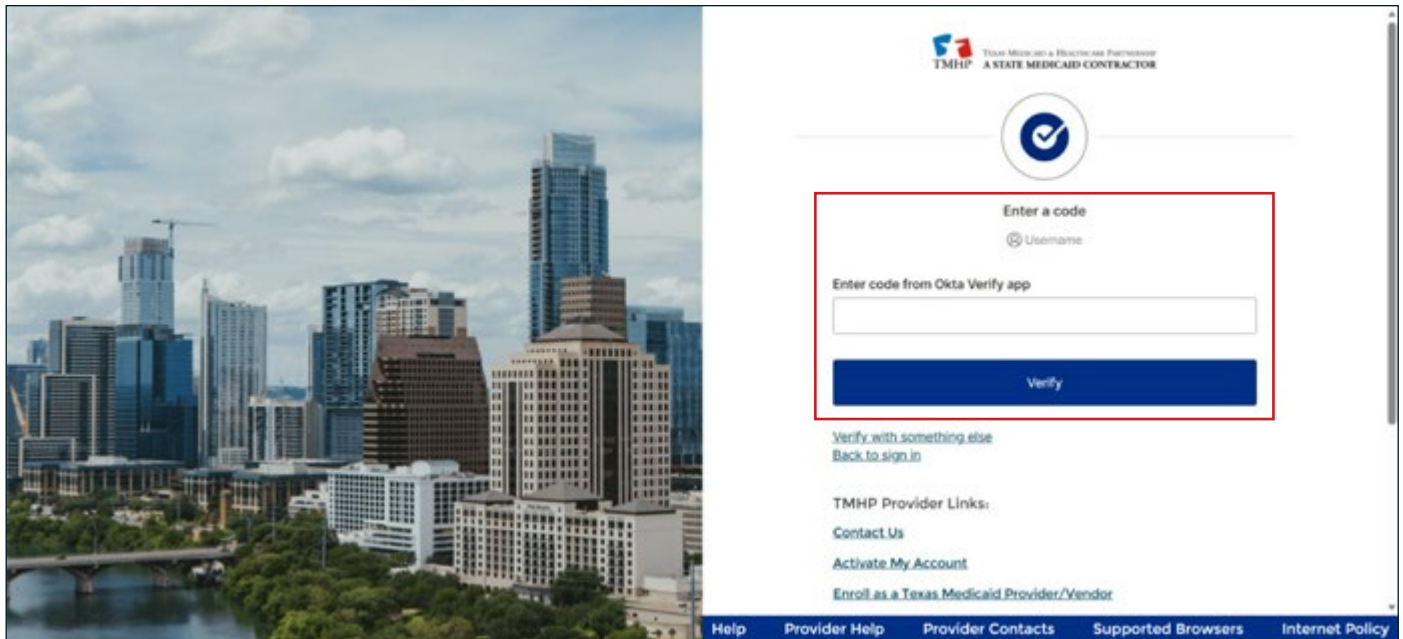 TMHP
TEXAS MEDICAID & HEALTHCARE PARTNERSHIP
A STATE MEDICAID CONTRACTOR
Enter a code
Username
Enter code from Okta Verify app
Verify
Verify with something else
Back to sign in
TMHP Provider Links:
Contact Us
Activate My Account
Enroll as a Texas Medicaid Provider/Vendor
Help Provider Help Provider Contacts Supported Browsers Internet Policy